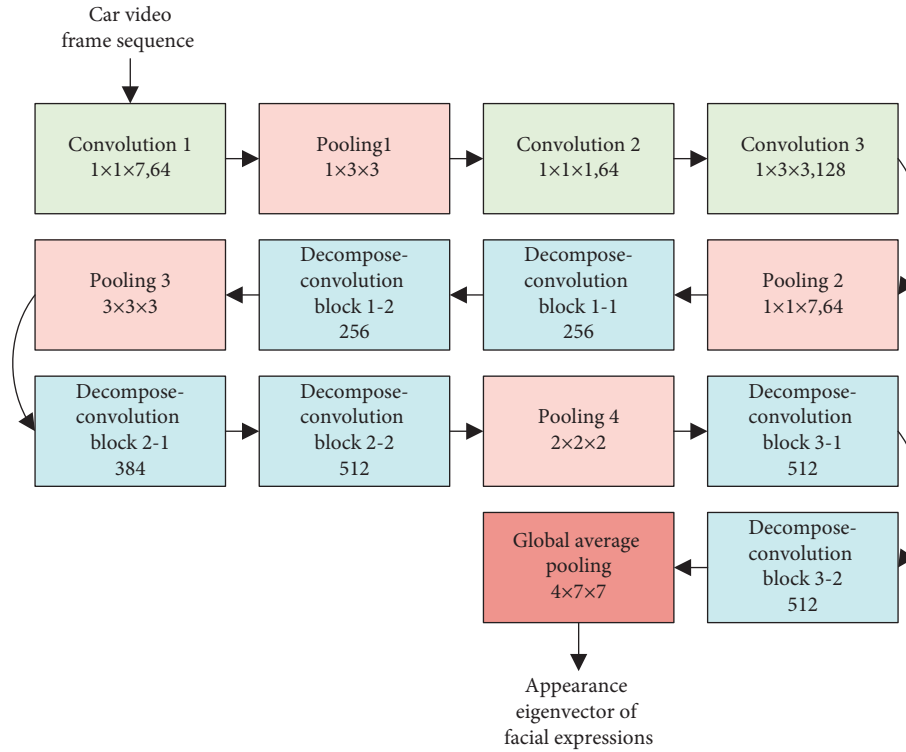 Car video
frame sequence
Convolution 1
1×1×7,64
Pooling1
1×3×3
Convolution 2
1×1×1,64
Convolution 3
1×3×3,128
Pooling 3
3×3×3
Decompose-
convolution
block 1-2
256
Decompose-
convolution
block 1-1
256
Pooling 2
1×1×7,64
Decompose-
convolution
block 2-1
384
Decompose-
convolution
block 2-2
512
Pooling 4
2×2×2
Decompose-
convolution
block 3-1
512
Global average
pooling
4×7×7
Decompose-
convolution
block 3-2
512
Appearance
eigenvector of
facial expressions